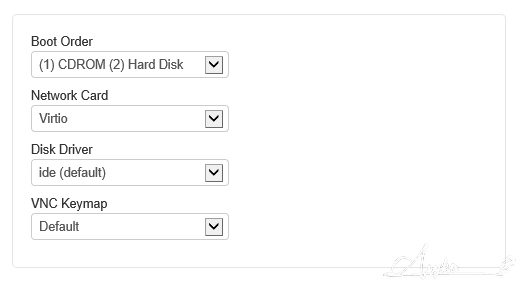 Boot Order
(1) CDROM (2) Hard Disk
Network Card
Virtio
Disk Driver
ide (default)
VNC Keymap
Default